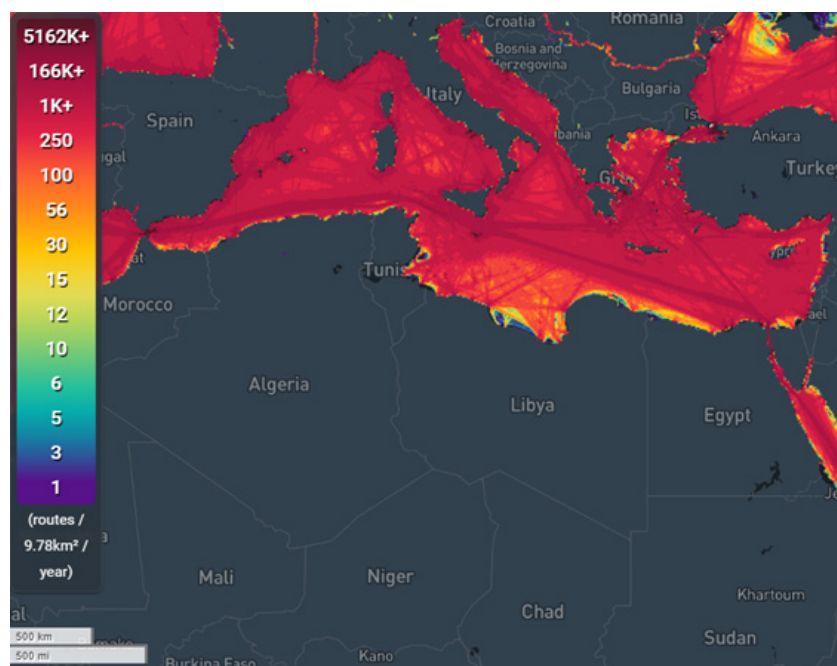 5162K+
166K+
1K+
250
100
56
30
15
12
10
6
5
3
1
(routes /
9.78km² /
year)
Croatia
Romania
Bosnia and
Herzegovina
Italy
Bulgaria
Spain
Ankara
Turke
gal
Tunis
Morocco
ael
Algeria
Libya
Egypt
Mali
Niger
Chad
Khartoum
Sudan
500 km
500 mi
Burkina Faso
Kano